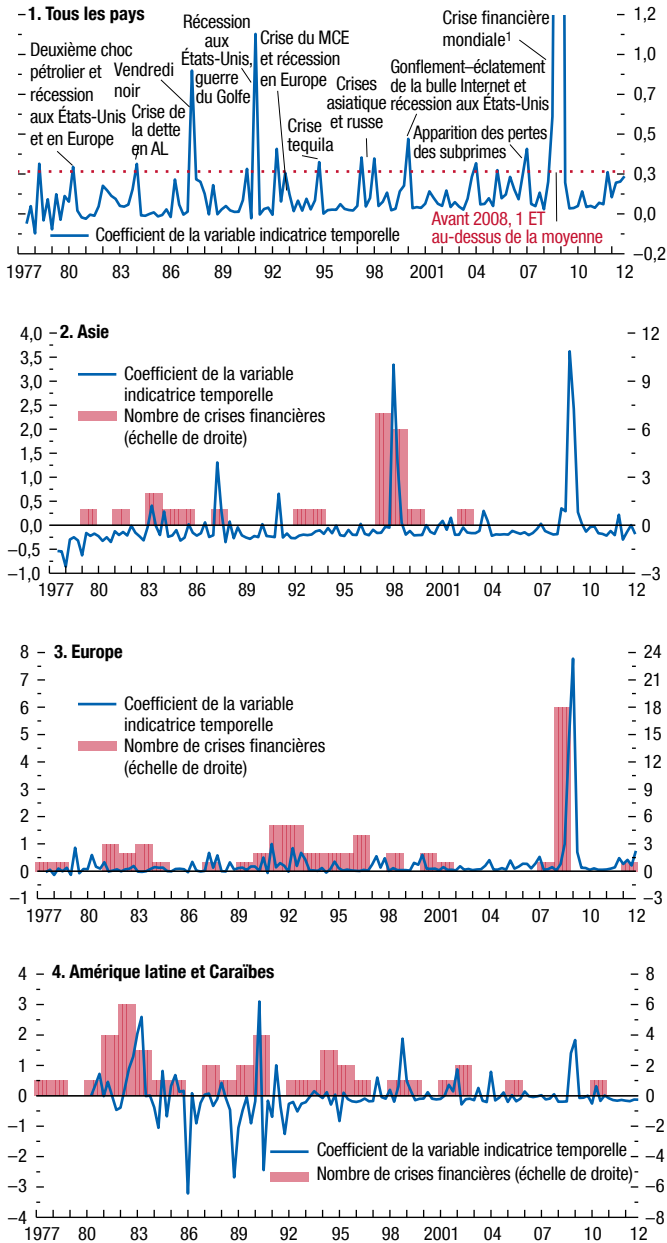 1. Tous les pays
Deuxième choc
pétrolier et
récession
aux États-Unis
et en Europe
Vendredi
noir
Crise de
la dette
en AL
Récession
aux
États-Unis,
guerre
du Golfe
Crise du MCE
et récession
en Europe
Crise
tequila
Crises
asiatique
et russe
Crise financière
mondiale¹
Gonflement–éclatement
de la bulle Internet et
récession aux États-Unis
Apparition des pertes
des subprimes
Avant 2008, 1 ET
au-dessus de la moyenne
Coefficient de la variable indicatrice temporelle
1,2
1,0
0,8
0,5
0,3
0,0
–0,2
1977 80 83 86 89 92 95 98 2001 04 07 12
2. Asie
Coefficient de la variable
indicatrice temporelle
Nombre de crises financières
(échelle de droite)
4,0
3,5
3,0
2,5
2,0
1,5
1,0
0,5
0,0
–0,5
–1,0
12
9
6
3
0
–3
1977 80 83 86 89 92 95 98 2001 04 07 10 12
3. Europe
Coefficient de la variable
indicatrice temporelle
Nombre de crises financières
(échelle de droite)
8
7
6
5
4
3
2
1
0
–1
24
21
18
15
12
9
6
3
0
–3
1977 80 83 86 89 92 95 98 2001 04 07 10 12
4. Amérique latine et Caraïbes
Coefficient de la variable indicatrice temporelle
Nombre de crises financières (échelle de droite)
4
3
2
1
0
–1
–2
–3
–4
8
6
4
2
0
–2
–4
–6
–8
1977 80 83 86 89 92 95 98 2001 04 07 10 12